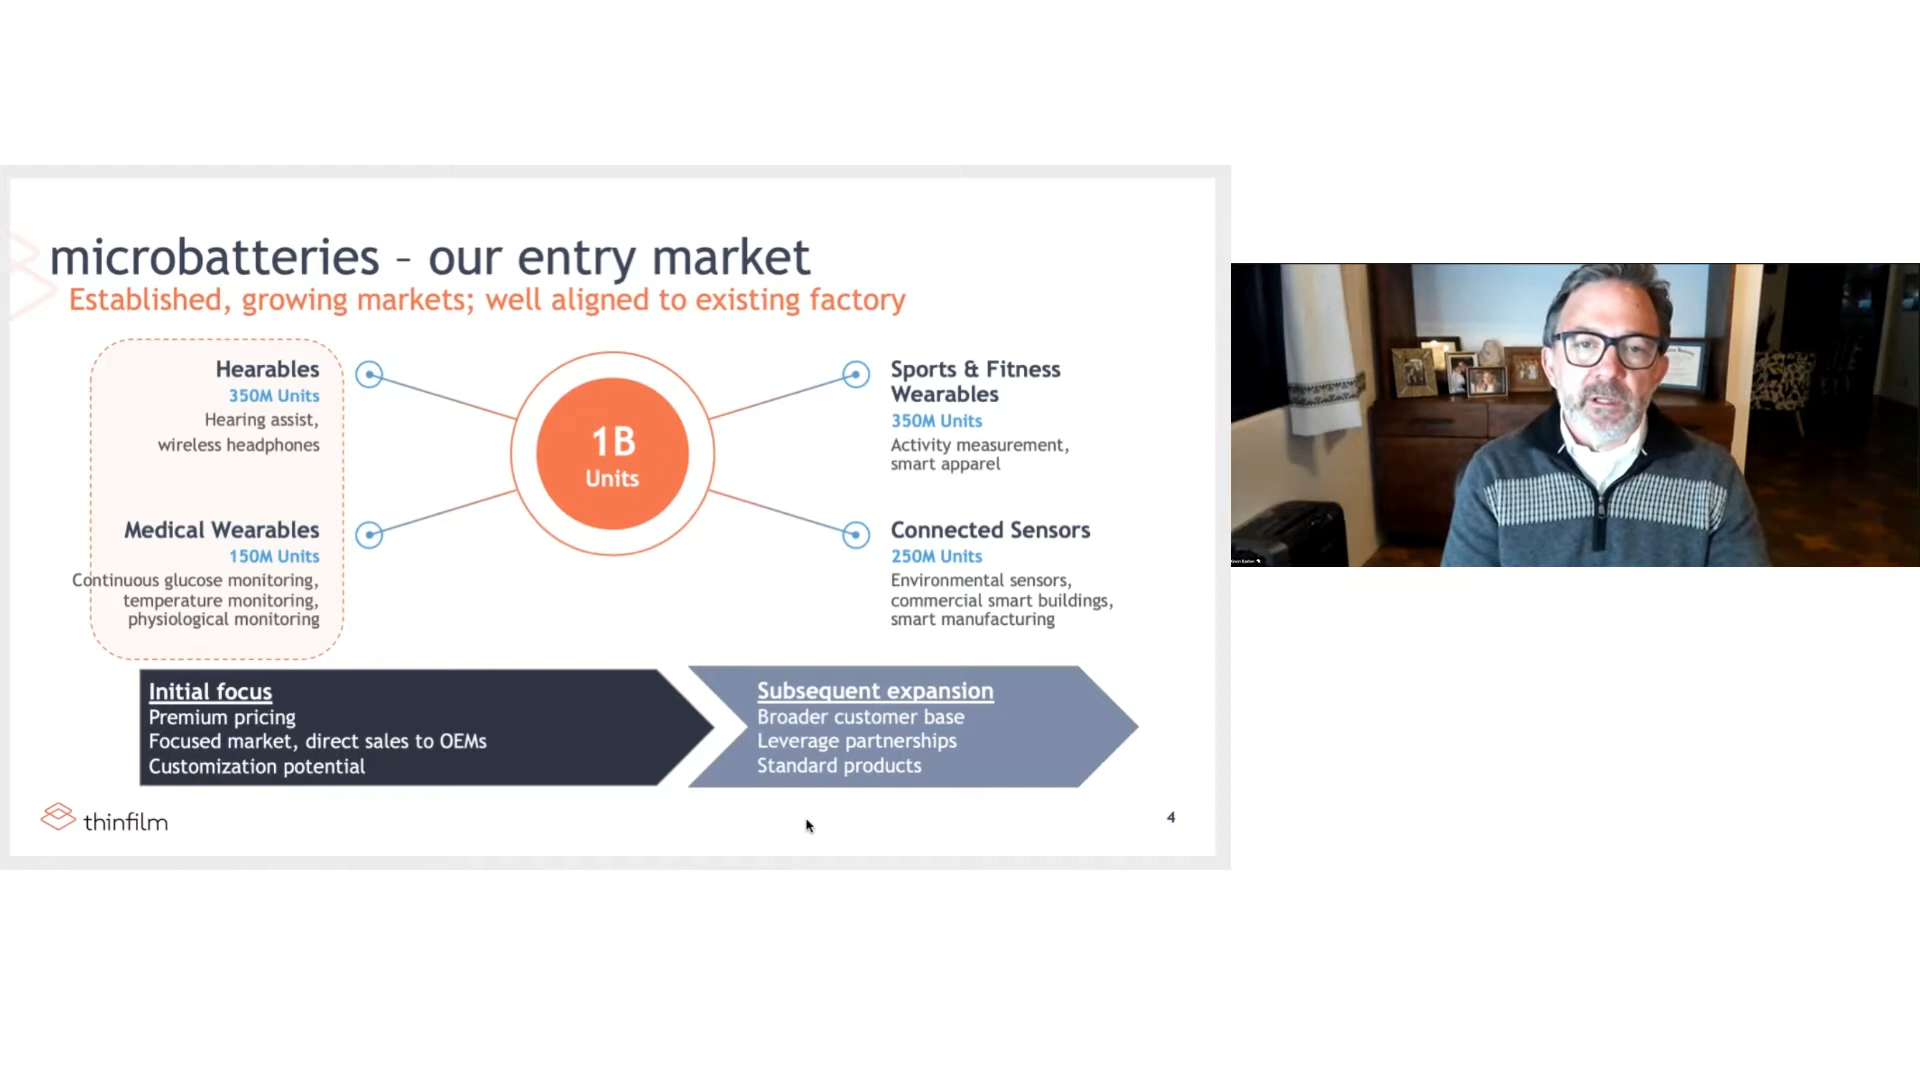 microbatteries – our entry market
Established, growing markets; well aligned to existing factory
Hearables
350M Units
Hearing assist,
wireless headphones
Medical Wearables
150M Units
Continuous glucose monitoring,
temperature monitoring,
physiological monitoring
1B
Units
Sports & Fitness
Wearables
350M Units
Activity measurement,
smart apparel
Connected Sensors
250M Units
Environmental sensors,
commercial smart buildings,
smart manufacturing
Initial focus
Premium pricing
Focused market, direct sales to OEMs
Customization potential
Subsequent expansion
Broader customer base
Leverage partnerships
Standard products
thinfilm
4